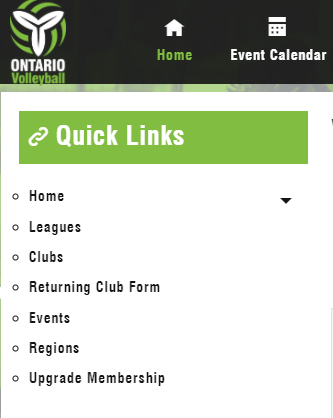 ONTARIO
Volleyball
Home
Event Calendar
Quick Links
Home
Leagues
Clubs
Returning Club Form
Events
Regions
Upgrade Membership